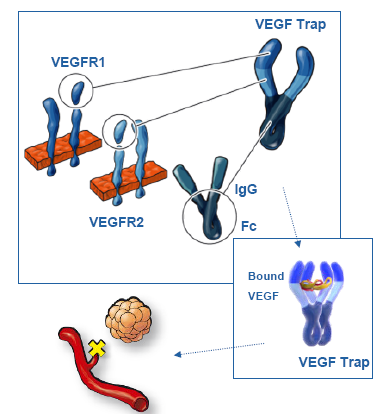 VEGF Trap
VEGFR1
IgG
VEGFR2
Fc
Bound
VEGF
VEGF Trap